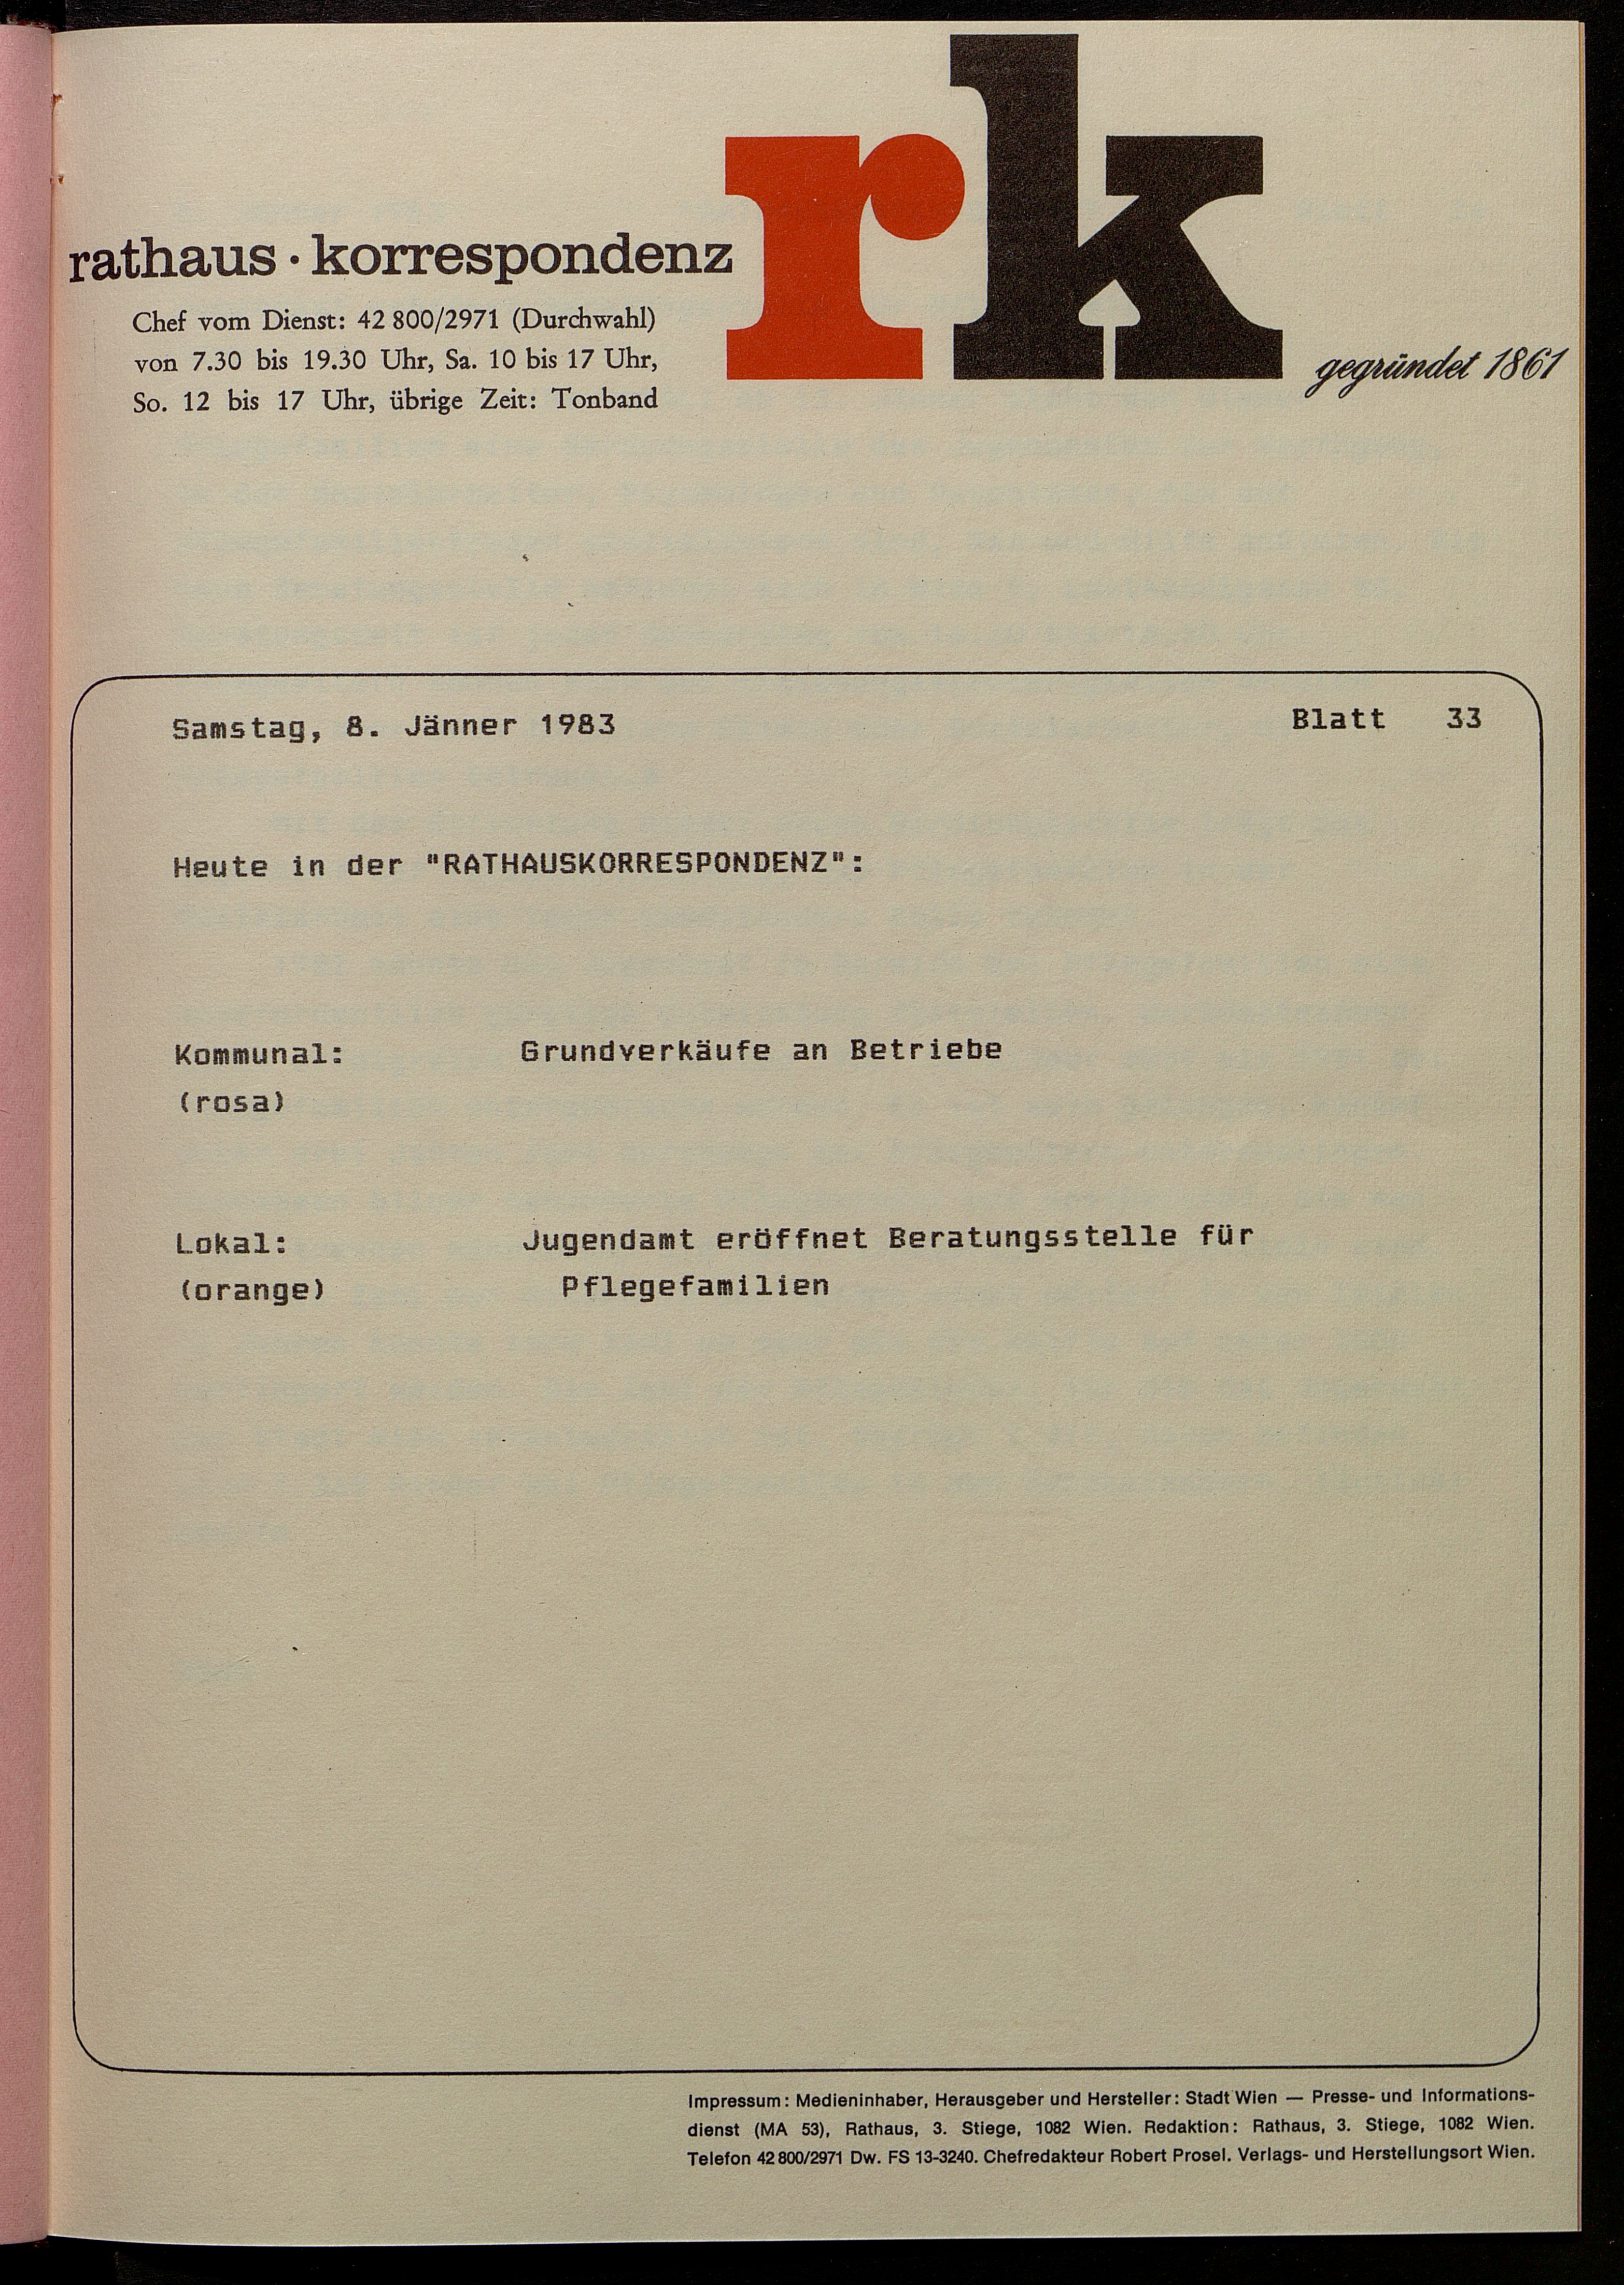 rk
rathaus · korrespondenz
Chef vom Dienst: 42 800/2971 (Durchwahl)
von 7.30 bis 19.30 Uhr, Sa. 10 bis 17 Uhr,
So. 12 bis 17 Uhr, übrige Zeit: Tonband
gegründet 1861
Samstag, 8. Jänner 1983 Blatt 33
Heute in der "RATHAUSKORRESPONDENZ":
Kommunal: Grundverkäufe an Betriebe
(rosa)
Lokal: Jugendamt eröffnet Beratungsstelle für
(orange) Pflegefamilien
Impressum: Medieninhaber, Herausgeber und Hersteller: Stadt Wien — Presse- und Informations-
dienst (MA 53), Rathaus, 3. Stiege, 1082 Wien. Redaktion: Rathaus, 3. Stiege, 1082 Wien.
Telefon 42 800/2971 Dw. FS 13-3240. Chefredakteur Robert Prosel. Verlags- und Herstellungsort Wien.